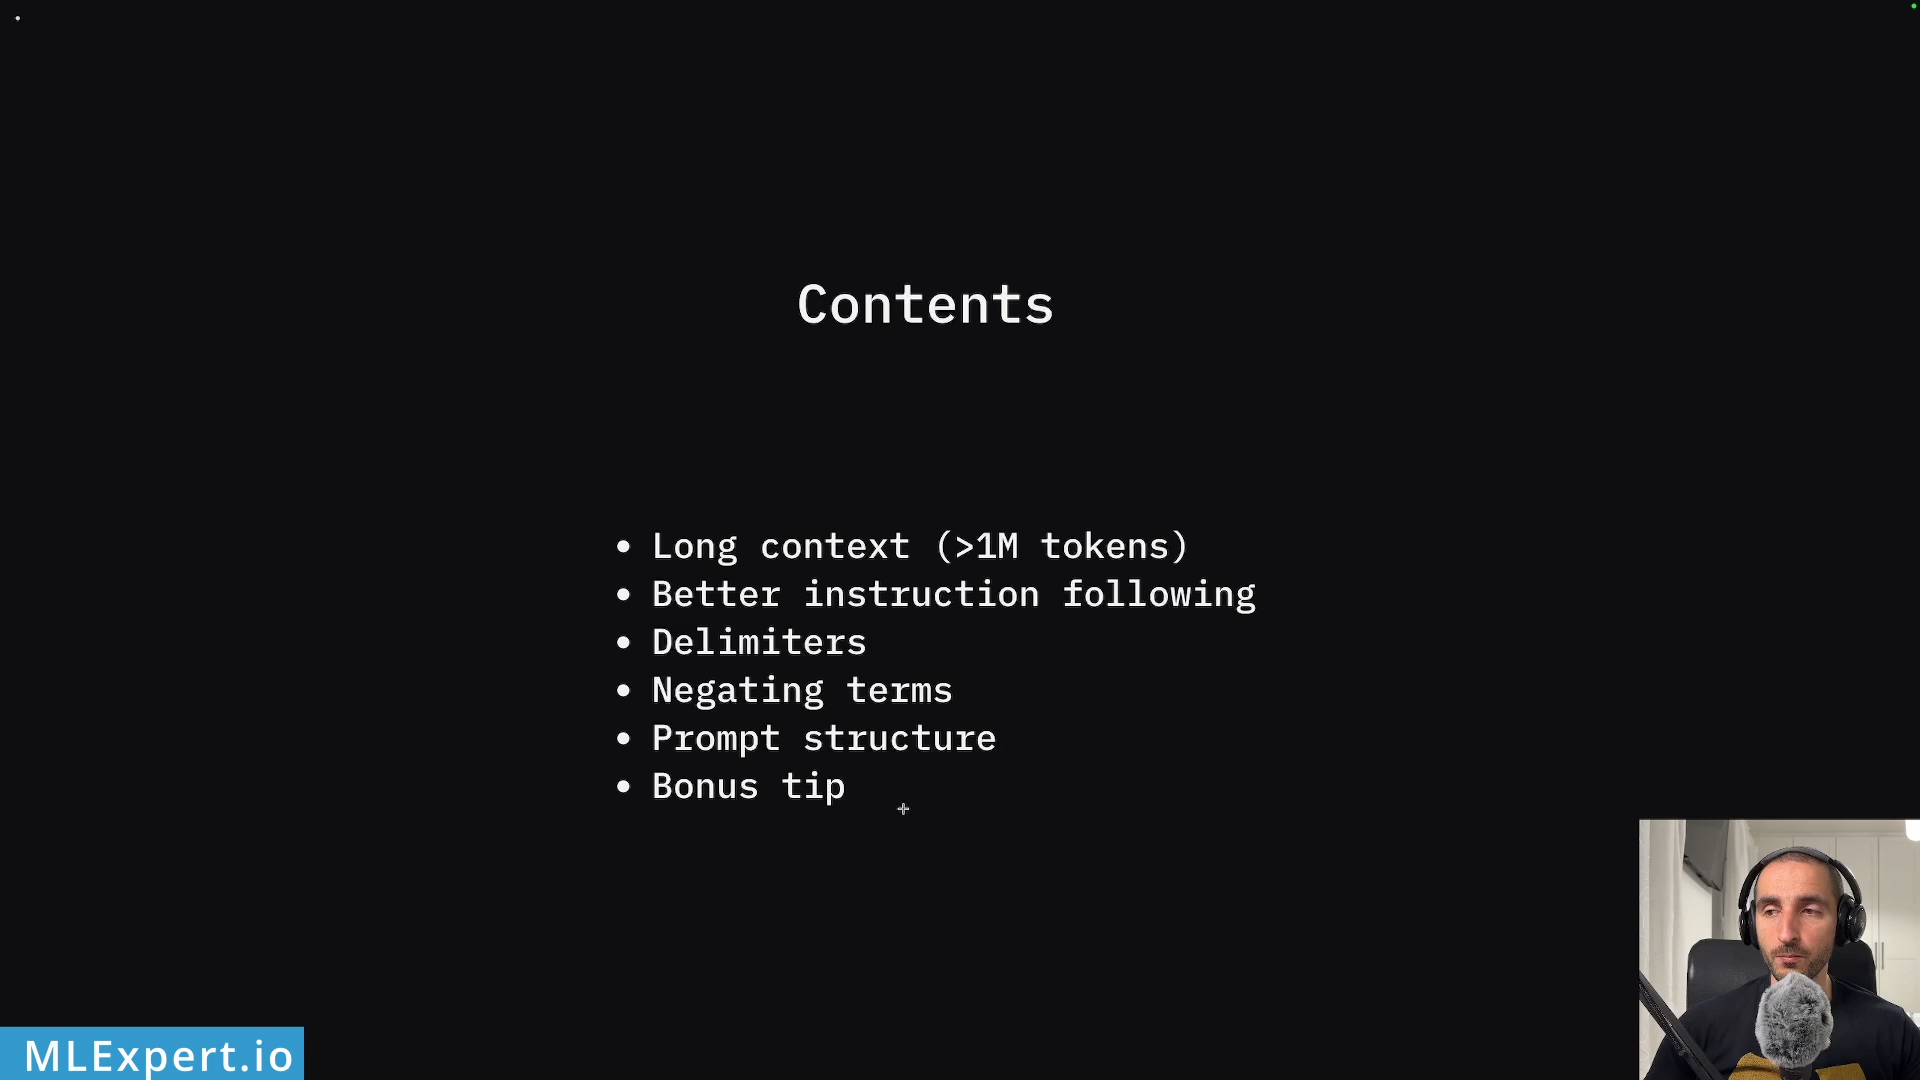 Contents
• Long context (>1M tokens)
• Better instruction following
• Delimiters
• Negating terms
• Prompt structure
• Bonus tip
MLExpert.io